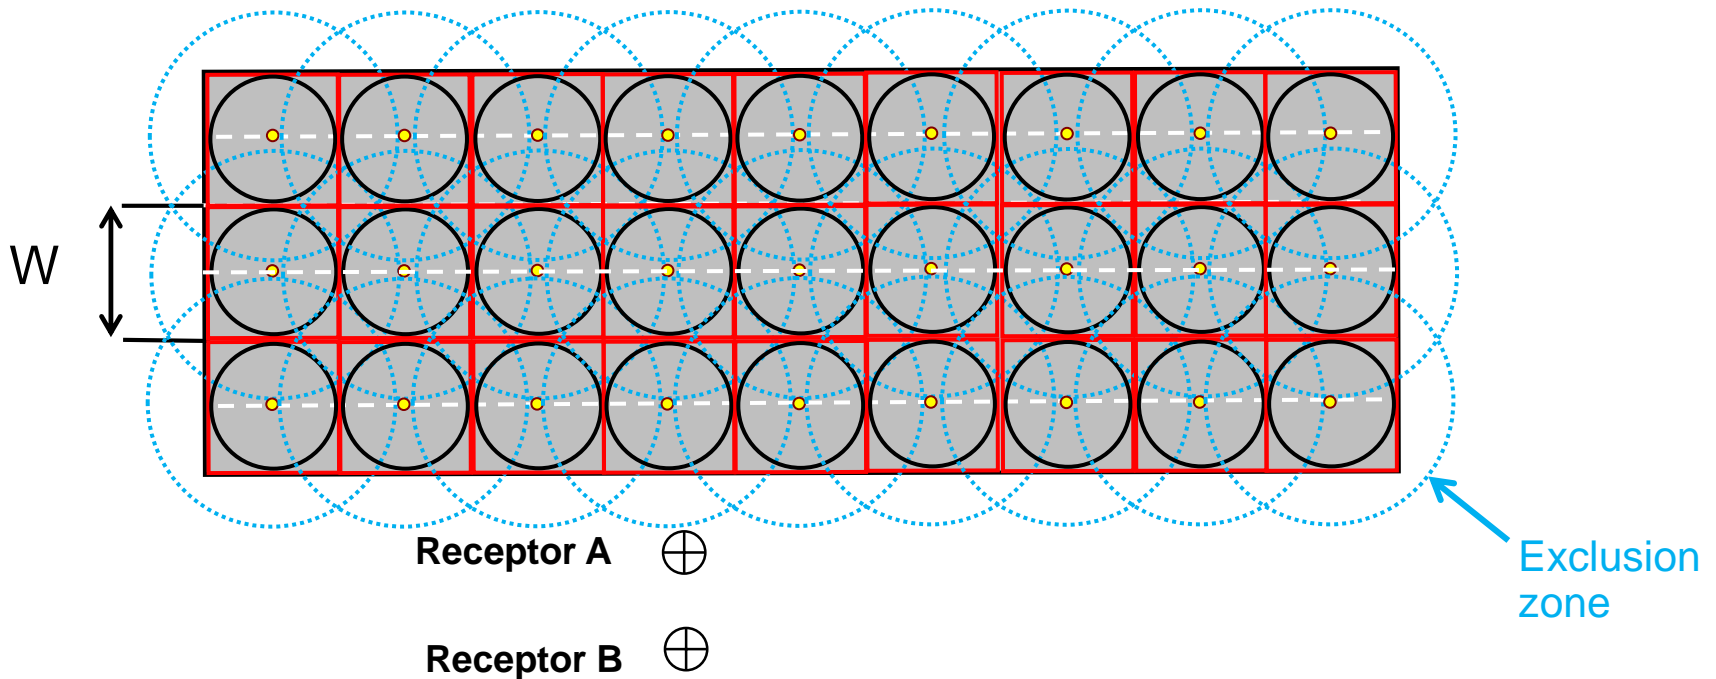 W
Receptor A
Receptor B
Exclusion
zone